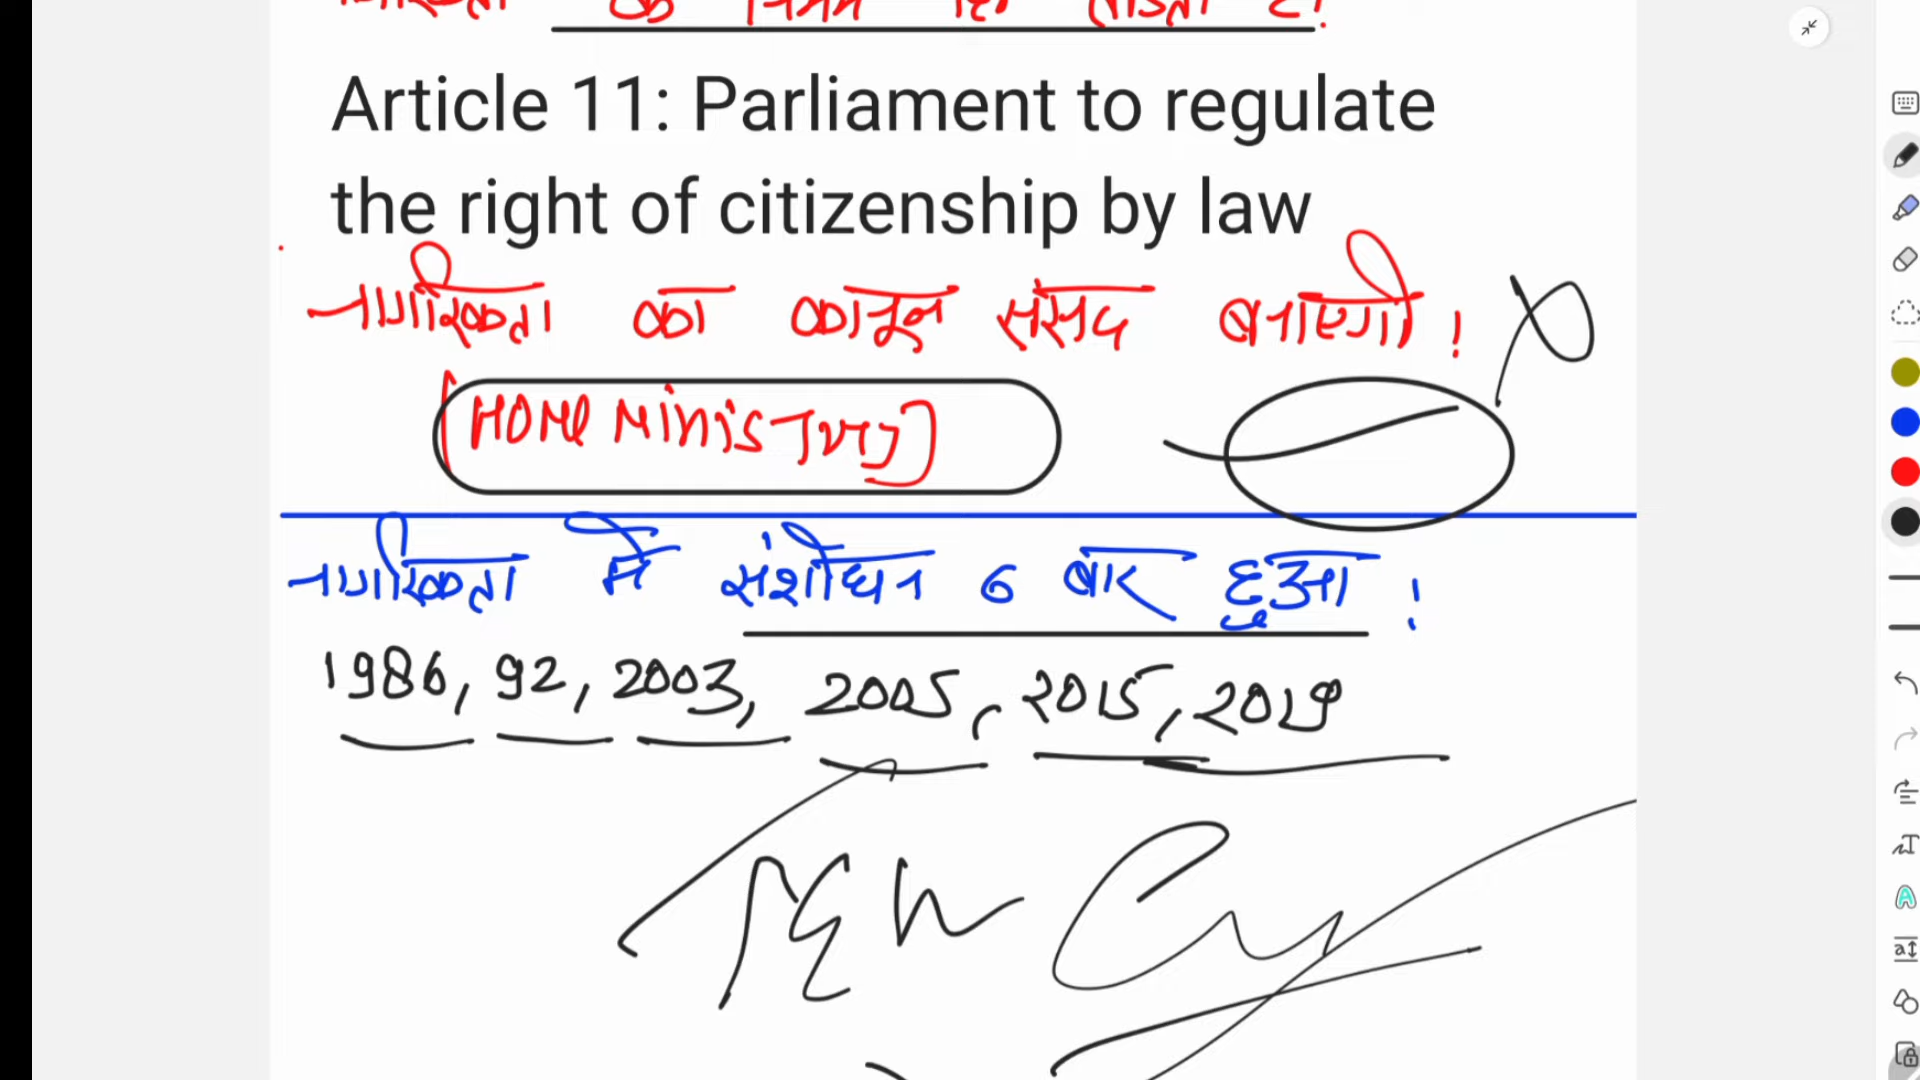 Article 11: Parliament to regulate
the right of citizenship by law
नागरिकता का कानून संसद बनाएगी !
[Home Ministry]
नागरिकता में संशोधन 6 बार हुआ !
1986, 92, 2003, 2005, 2015, 2019